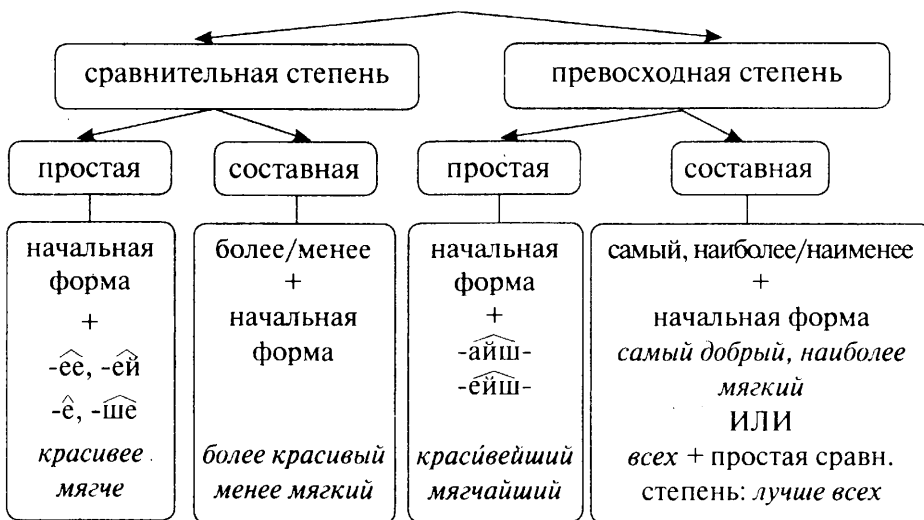 сравнительная степень
превосходная степень
простая
составная
простая
составная
начальная
форма
+
-ее, -ей
-е, -ше
красивее
мягче
более/менее
+
начальная
форма
более красивый
менее мягкий
начальная
форма
+
-айш-
-ейш-
краси́вейший
мягчайший
самый, наиболее/наименее
+
начальная форма
самый добрый, наиболее
мягкий
ИЛИ
всех + простая сравн.
степень: лучше всех